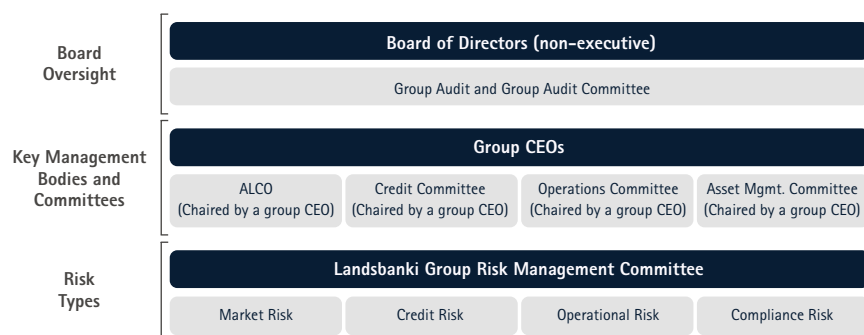 Board
Oversight
Board of Directors (non-executive)
Group Audit and Group Audit Committee
Key Management
Bodies and
Committees
Group CEOs
ALCO
(Chaired by a group CEO)
Credit Committee
(Chaired by a group CEO)
Operations Committee
(Chaired by a group CEO)
Asset Mgmt. Committee
(Chaired by a group CEO)
Risk
Types
Landsbanki Group Risk Management Committee
Market Risk
Credit Risk
Operational Risk
Compliance Risk